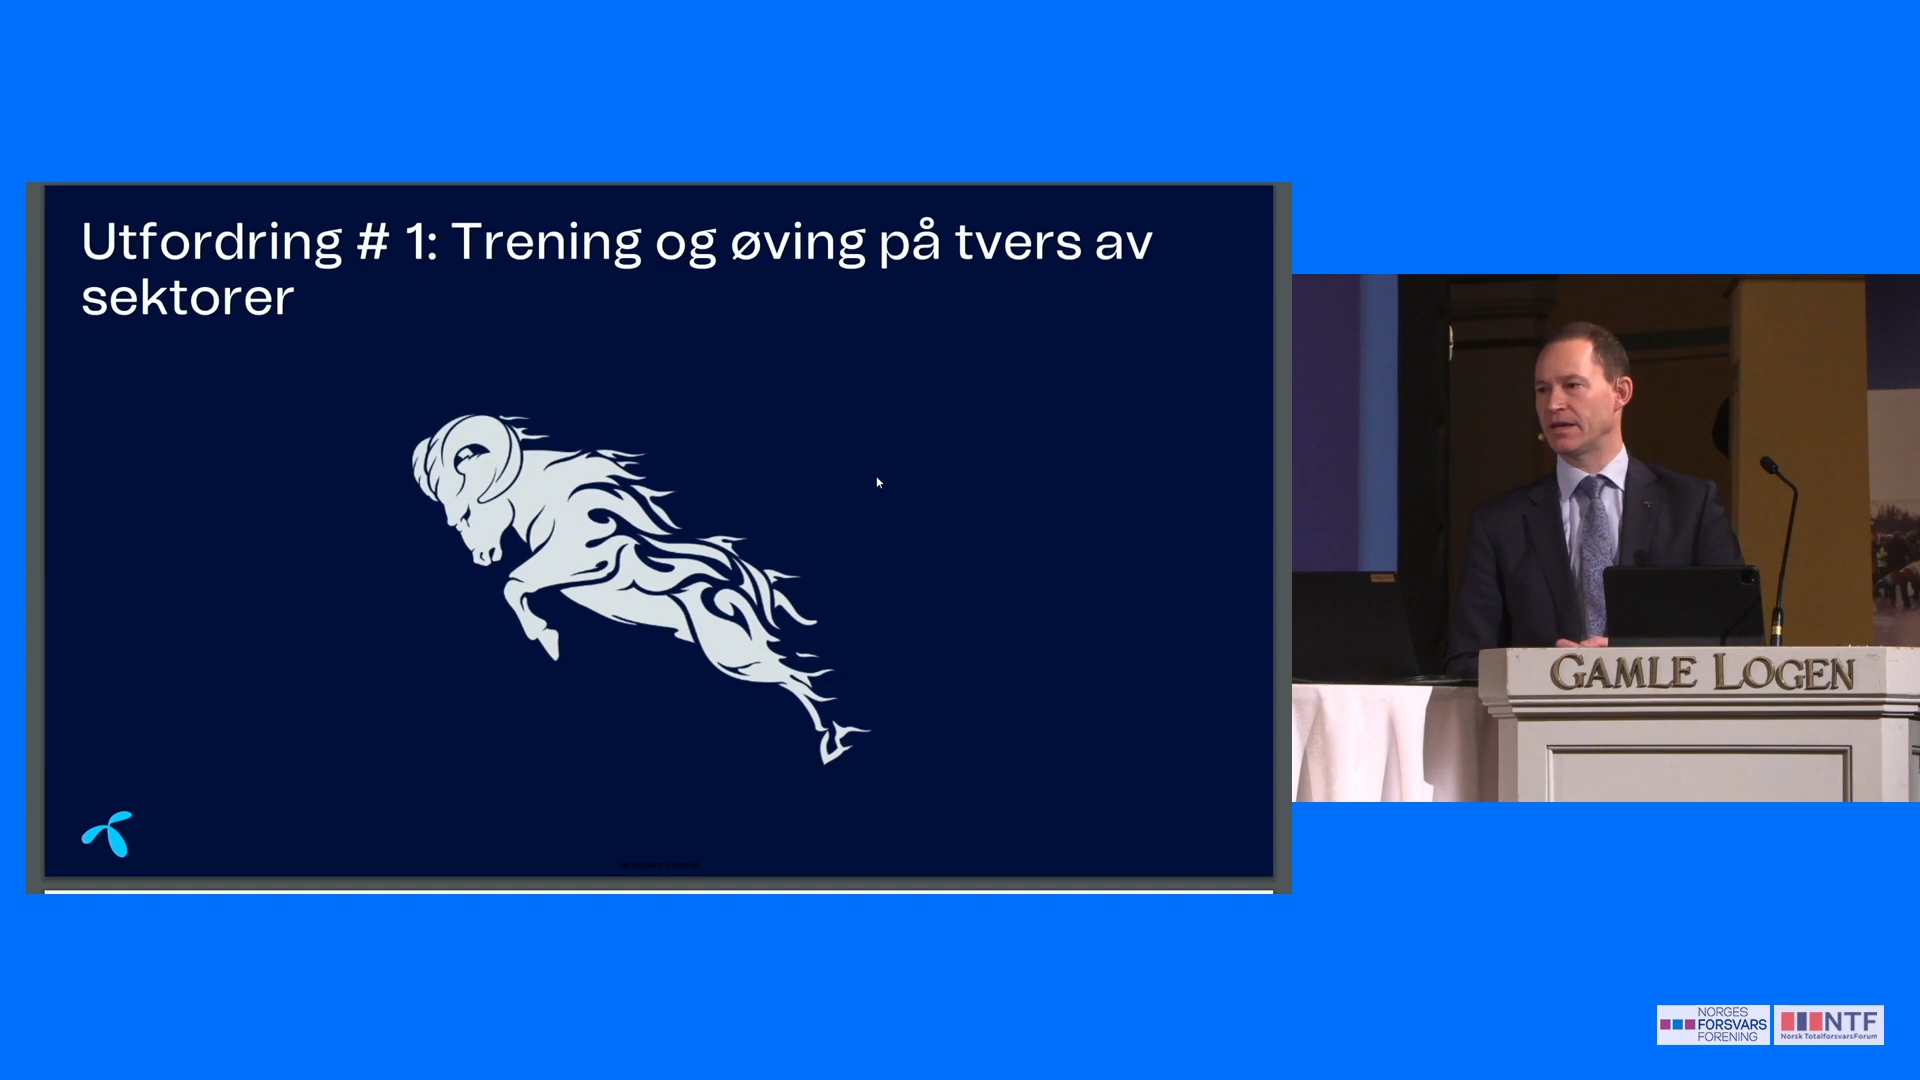 Utfordring # 1: Trening og øving på tvers av
sektorer
GAMLE LOGEN
NORGES
FORSVARS
FORENING
NTF
Norsk TotalforsvarsForum